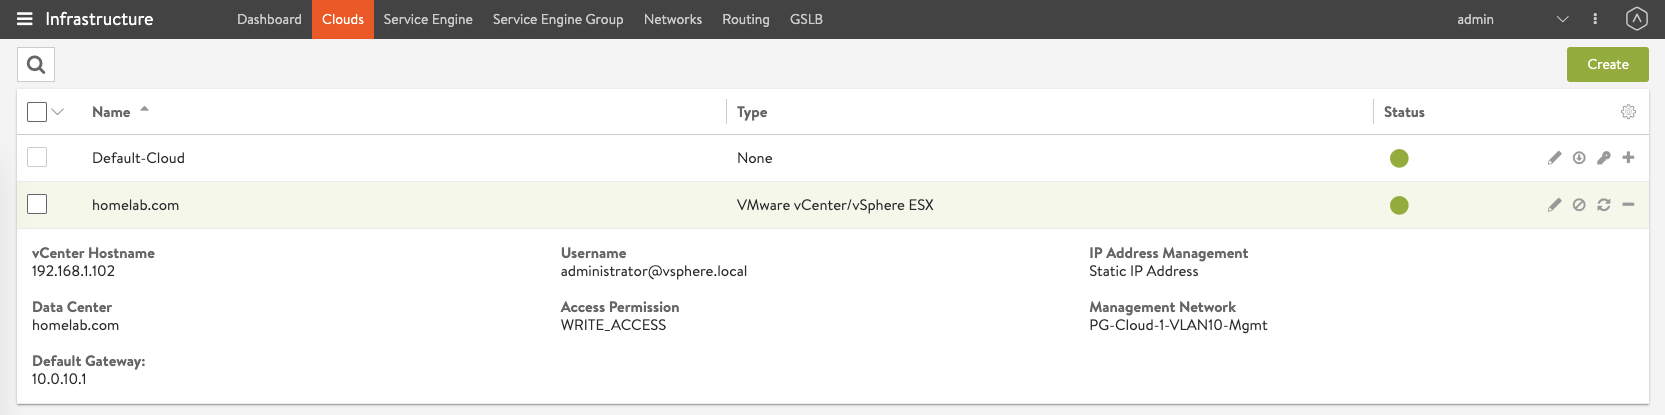 Infrastructure Dashboard Clouds Service Engine Service Engine Group Networks Routing GSLB admin
Create
Name Type Status
Default-Cloud None
homelab.com VMware vCenter/vSphere ESX
vCenter Hostname Username IP Address Management
192.168.1.102 administrator@vsphere.local Static IP Address
Data Center Access Permission Management Network
homelab.com WRITE_ACCESS PG-Cloud-1-VLAN10-Mgmt
Default Gateway:
10.0.10.1